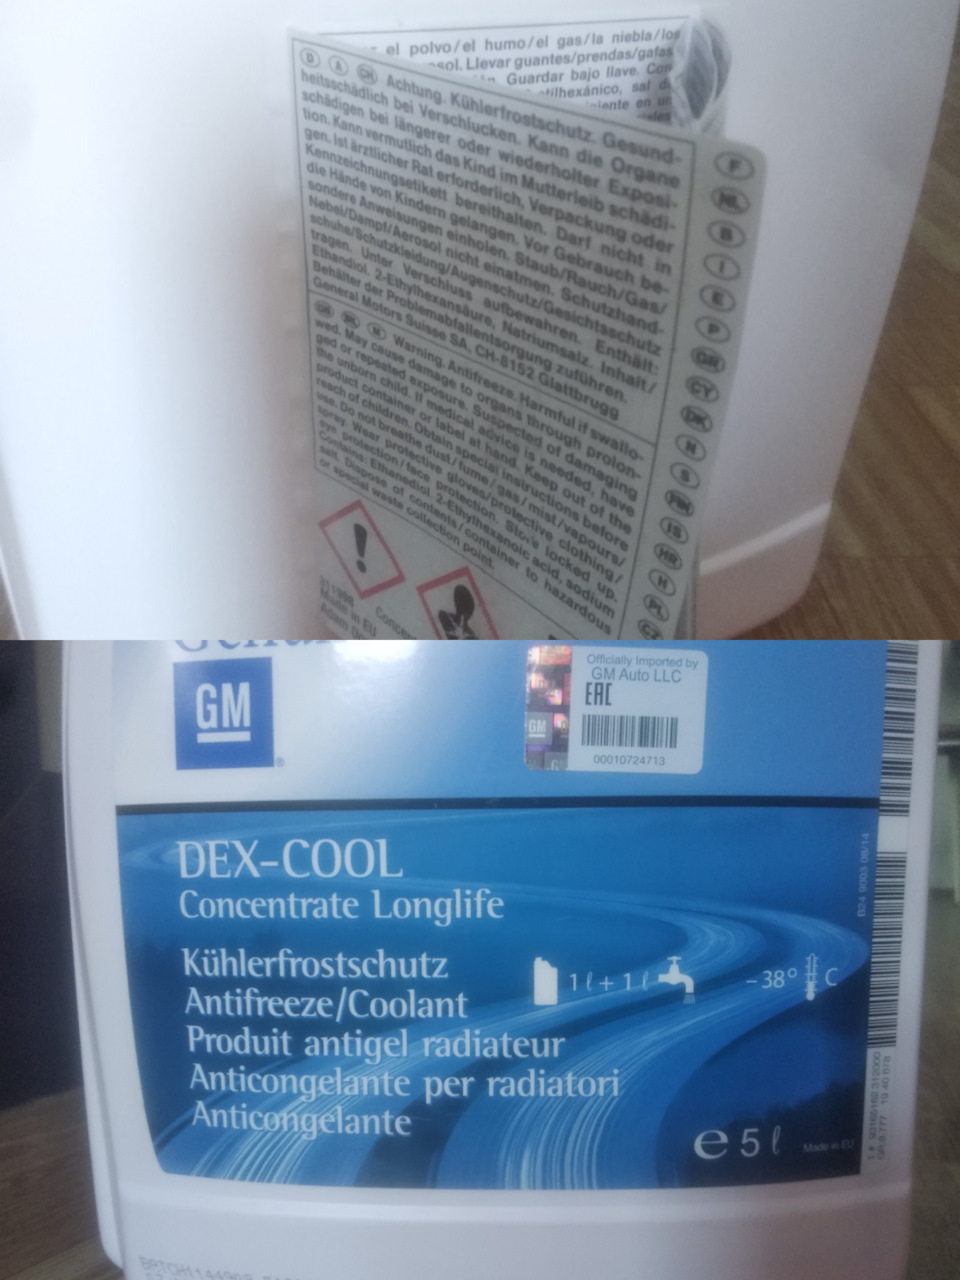 el polvo/el humo/el gas/la niebla/los
Llevar guantes/prendas/gafas
Guardar bajo llave. Con
D A CH Achtung. Kühlerfrostschutz. Gesund-
heitsschädlich bei Verschlucken. Kann die Organe
schädigen bei längerer oder wiederholter Exposi-
tion. Kann vermutlich das Kind im Mutterleib schädi-
gen. Ist ärztlicher Rat erforderlich, Verpackung oder
Kennzeichnungsetikett bereithalten. Darf nicht in
die Hände von Kindern gelangen. Vor Gebrauch be-
sondere Anweisungen einholen. Staub/Rauch/Gas/
Nebel/Dampf/Aerosol nicht einatmen. Schutzhand-
schuhe/Schutzkleidung/Augenschutz/Gesichtsschutz
tragen. Unter Verschluss aufbewahren. Enthält:
Ethandiol, 2-Ethylhexansäure, Natriumsalz. Inhalt/
Behälter der Problemabfallentsorgung zuführen.
General Motors Suisse SA, CH-8152 Glattbrugg
Warning. Antifreeze. Harmful if swallo-
wed. May cause damage to organs through prolon-
ged or repeated exposure. Suspected of damaging
the unborn child. If medical advice is needed, have
product container or label at hand. Keep out of the
reach of children. Obtain special instructions before
use. Do not breathe dust/fume/gas/mist/vapours/
spray. Wear protective gloves/protective clothing/
eye protection/face protection. Store locked up.
Contains: Ethanediol, 2-Ethylhexanoic acid, sodium
salt. Dispose of contents/container to hazardous
or special waste collection point.
Made in EU
F
NL
B
I
E
P
GR
CY
DK
N
S
FIN
IS
HR
H
PL
CZ
GM
Officially Imported by
GM Auto LLC
EAC
GM
00010724713
DEX-COOL
Concentrate Longlife
Kühlerfrostschutz
Antifreeze/Coolant
Produit antigel radiateur
Anticongelante per radiatori
Anticongelante
1 l + 1 l
-38° C
e 5 l
Made in EU
B24 9003 08/14